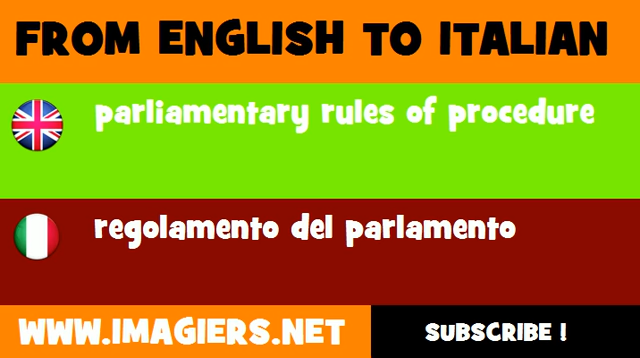 FROM ENGLISH TO ITALIAN
parliamentary rules of procedure
regolamento del parlamento
WWW.IMAGIERS.NET
SUBSCRIBE !